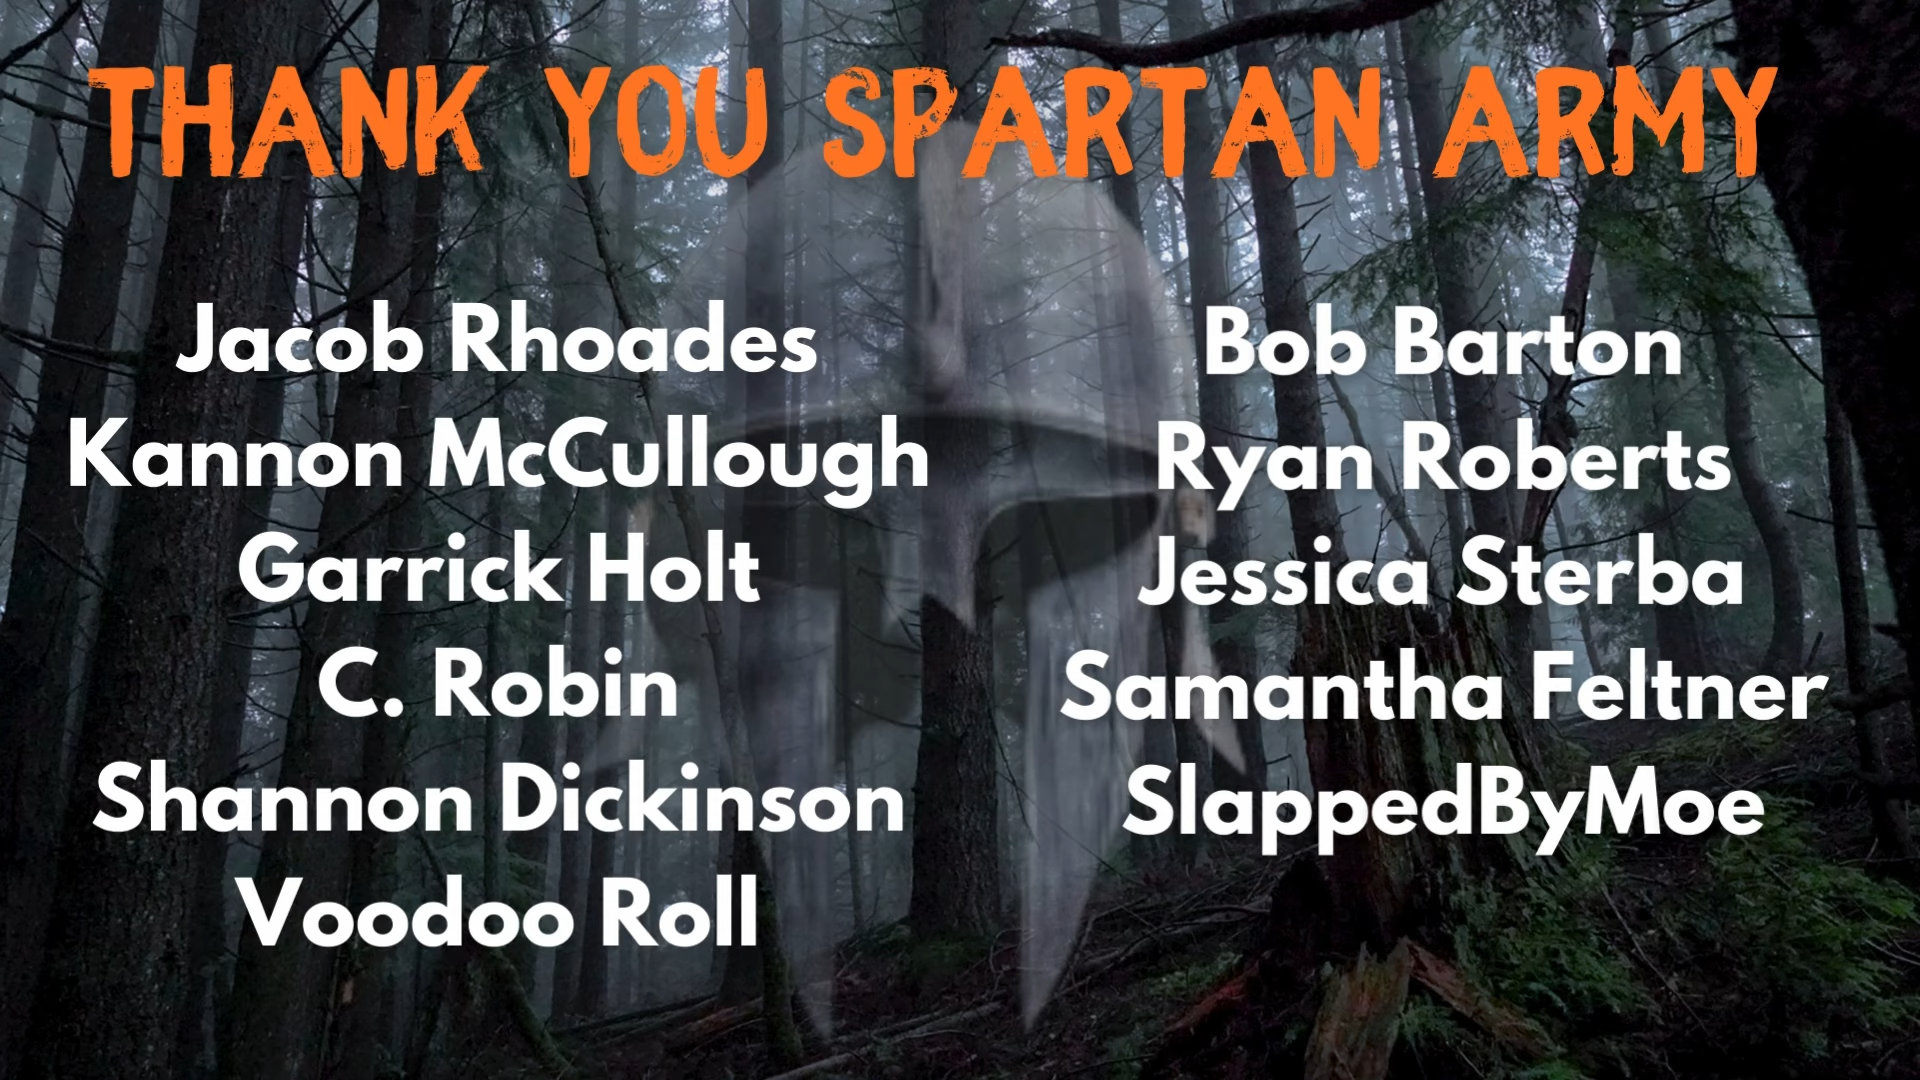 THANK YOU SPARTAN ARMY
Jacob Rhoades
Kannon McCullough
Garrick Holt
C. Robin
Shannon Dickinson
Voodoo Roll
Bob Barton
Ryan Roberts
Jessica Sterba
Samantha Feltner
SlappedByMoe